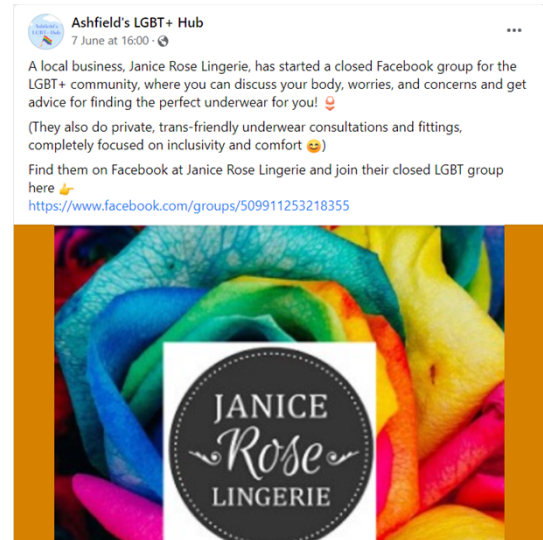 Ashfield's LGBT+ Hub
7 June at 16:00 ·
A local business, Janice Rose Lingerie, has started a closed Facebook group for the
LGBT+ community, where you can discuss your body, worries, and concerns and get
advice for finding the perfect underwear for you! 🩱
(They also do private, trans-friendly underwear consultations and fittings,
completely focused on inclusivity and comfort 😊)
Find them on Facebook at Janice Rose Lingerie and join their closed LGBT group
here 👉
https://www.facebook.com/groups/509911253218355
JANICE
Rose
LINGERIE